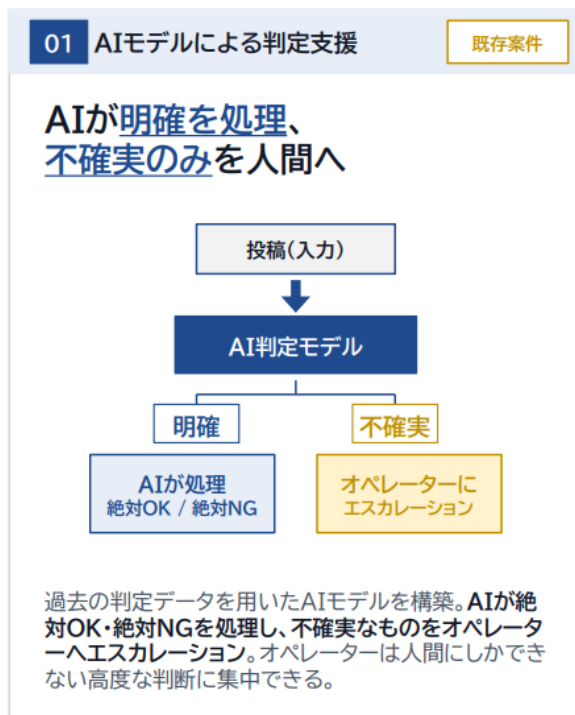 01 AIモデルによる判定支援
既存案件
AIが明確を処理、
不確実のみを人間へ
投稿(入力)
AI判定モデル
明確
不確実
AIが処理
絶対OK / 絶対NG
オペレーターに
エスカレーション
過去の判定データを用いたAIモデルを構築。AIが絶
対OK・絶対NGを処理し、不確実なものをオペレータ
ーへエスカレーション。オペレーターは人間にしかでき
ない高度な判断に集中できる。